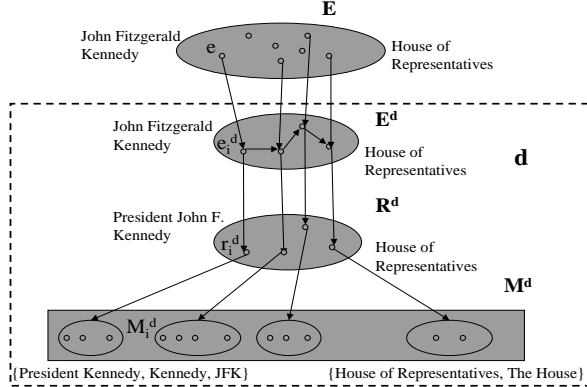 E
John Fitzgerald
Kennedy
e
House of
Representatives
John Fitzgerald
Kennedy
E^d
e_i^d
House of
Representatives
d
President John F.
Kennedy
R^d
r_i^d
House of
Representatives
M^d
M_i^d
{President Kennedy, Kennedy, JFK}
{House of Representatives, The House}